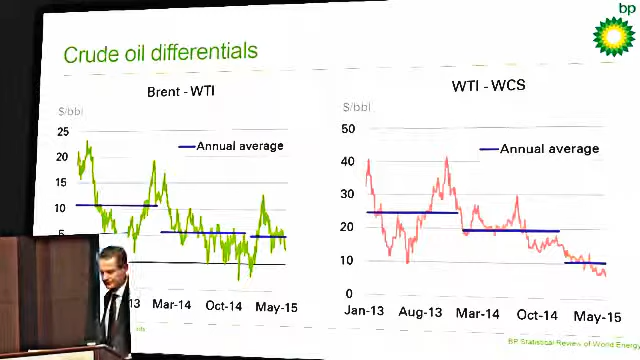 bp
Crude oil differentials
Brent - WTI
$/bbl
25
20
15
10
5
Annual average
13 Mar-14 Oct-14 May-15
WTI - WCS
$/bbl
50
40
30
20
10
0
Annual average
Jan-13 Aug-13 Mar-14 Oct-14 May-15
BP Statistical Review of World Energy